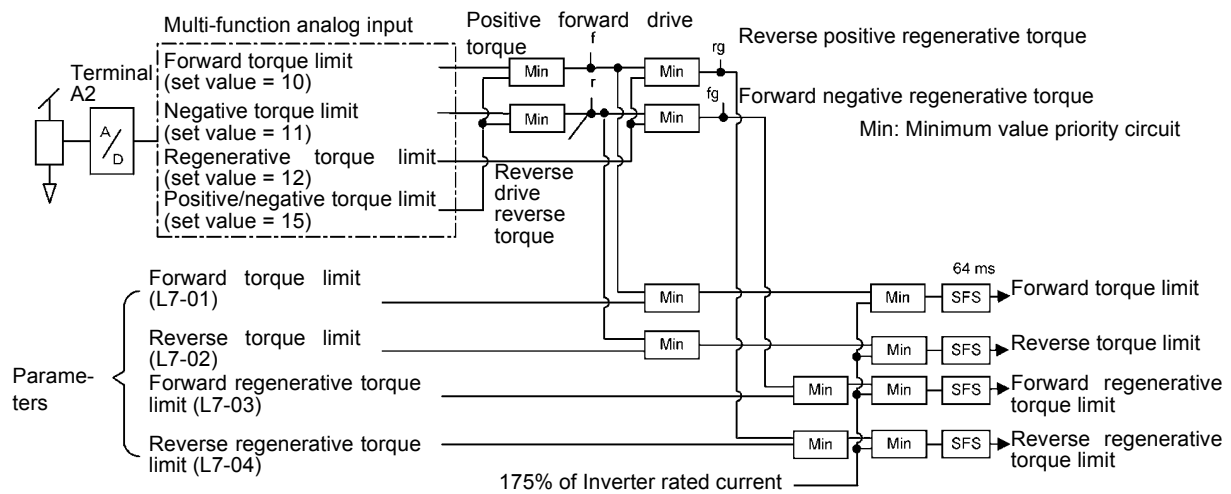 Multi-function analog input
Positive forward drive
torque
f
rg
Reverse positive regenerative torque
Terminal
A2
Forward torque limit
(set value = 10)
Min
Min
r
fg
Forward negative regenerative torque
A/D
Negative torque limit
(set value = 11)
Min
Min
Min: Minimum value priority circuit
Regenerative torque limit
(set value = 12)
Positive/negative torque limit
(set value = 15)
Reverse
drive
reverse
torque
64 ms
Forward torque limit
(L7-01)
Min
Min
SFS
Forward torque limit
Reverse torque limit
(L7-02)
Min
Min
SFS
Reverse torque limit
Parame-
ters
Forward regenerative torque
limit (L7-03)
Min
Min
SFS
Forward regenerative
torque limit
Reverse regenerative torque
limit (L7-04)
Min
Min
SFS
Reverse regenerative
torque limit
175% of Inverter rated current